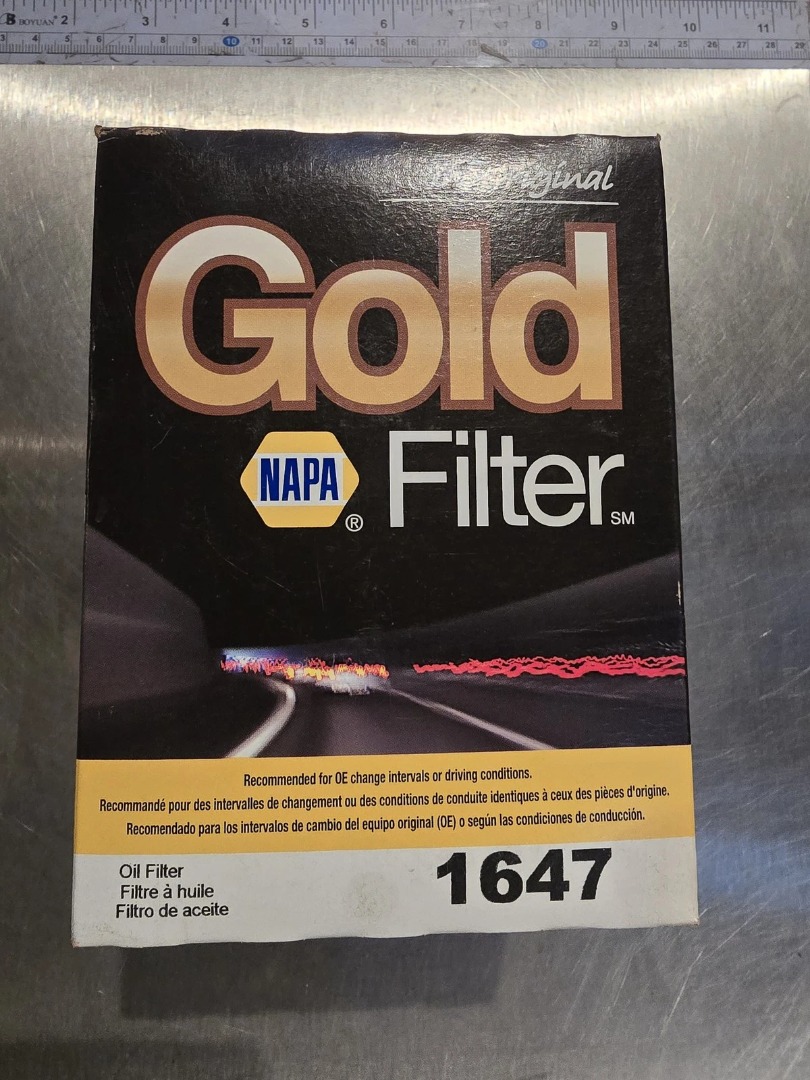 BOYUAN 2 3 4 5 6 7 8 9 10 11
3 4 5 6 7 8 9 10 11 12 13 14 15 16 17 18 19 20 21 22 23 24 25 26 27 28 29
Original
Gold
NAPA ® Filter SM
Recommended for OE change intervals or driving conditions.
Recommandé pour des intervalles de changement ou des conditions de conduite identiques à ceux des pièces d'origine.
Recomendado para los intervalos de cambio del equipo original (OE) o según las condiciones de conducción.
Oil Filter
Filtre à huile
Filtro de aceite
1647